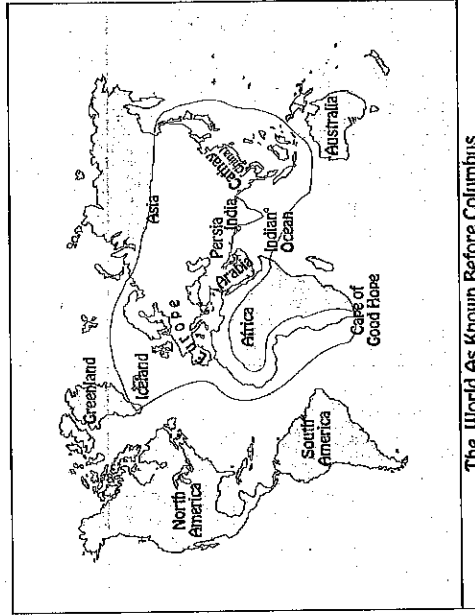 Greenland
Iceland
Asia
Europe
North
America
Persia
India
Cathay
(China)
Arabia
Africa
Indian
Ocean
South
America
Cape of
Good Hope
Australia
The World As Known Before Columbus